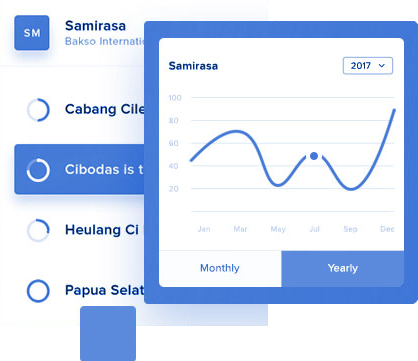 SM
Samirasa
Bakso Internati
Cabang Cile
Cibodas is t
Heulang Ci
Papua Selat
Samirasa
2017
100
80
60
40
20
Jan Mar May Jul Sep Dec
Monthly Yearly